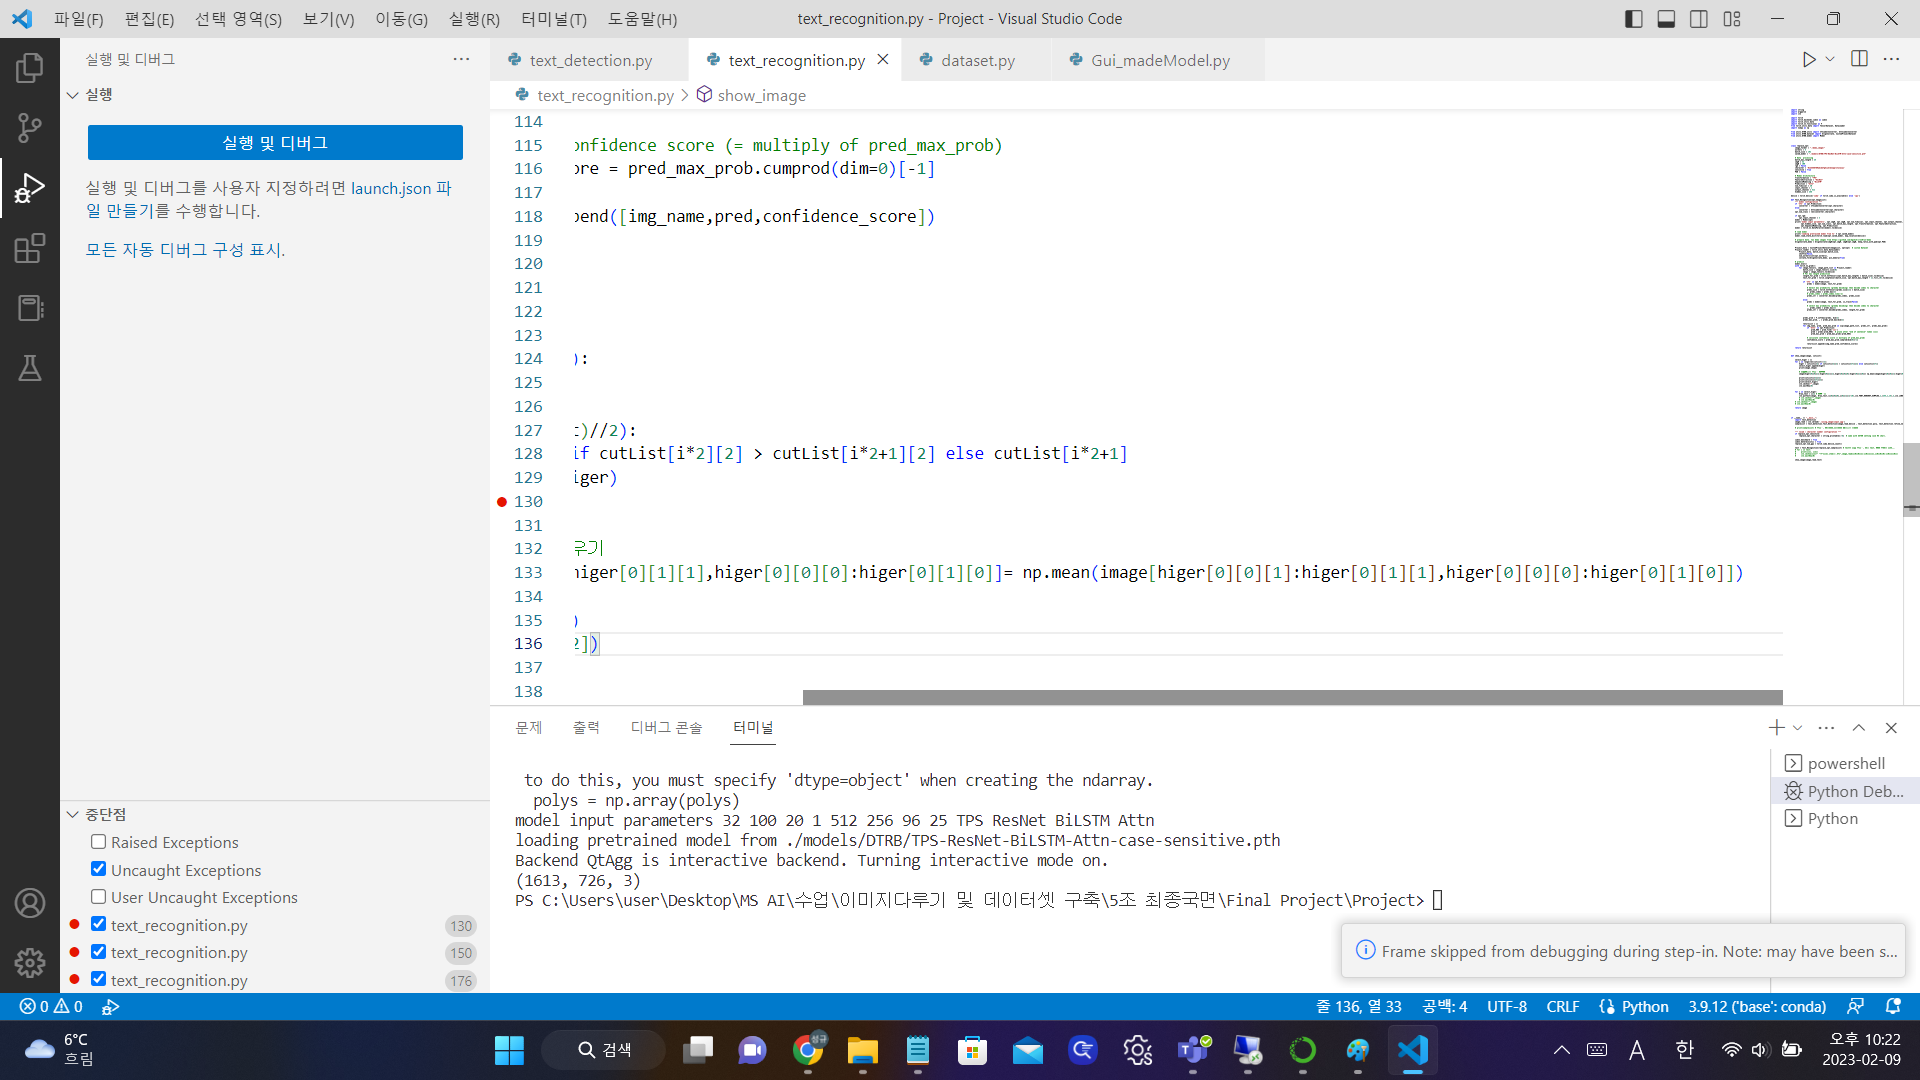 파일(F) 편집(E) 선택 영역(S) 보기(V) 이동(G) 실행(R) 터미널(T) 도움말(H)
text_recognition.py - Project - Visual Studio Code
실행 및 디버그
실행
실행 및 디버그
실행 및 디버그를 사용자 지정하려면 launch.json 파
일 만들기를 수행합니다.
모든 자동 디버그 구성 표시.
중단점
Raised Exceptions
Uncaught Exceptions
User Uncaught Exceptions
text_recognition.py 130
text_recognition.py 150
text_recognition.py 176
text_detection.py text_recognition.py dataset.py Gui_madeModel.py
text_recognition.py > show_image
114
115 onfidence score (= multiply of pred_max_prob)
116 ore = pred_max_prob.cumprod(dim=0)[-1]
117
118 pend([img_name,pred,confidence_score])
119
120
121
122
123
124 ):
125
126
127 t)//2):
128 if cutList[i*2][2] > cutList[i*2+1][2] else cutList[i*2+1]
129 iger)
130
131
132 우기
133 higer[0][1][1],higer[0][0][0]:higer[0][1][0]]= np.mean(image[higer[0][0][1]:higer[0][1][1],higer[0][0][0]:higer[0][1][0]])
134
135 )
136 2])
137
138
문제 출력 디버그 콘솔 터미널
to do this, you must specify 'dtype=object' when creating the ndarray.
polys = np.array(polys)
model input parameters 32 100 20 1 512 256 96 25 TPS ResNet BiLSTM Attn
loading pretrained model from ./models/DTRB/TPS-ResNet-BiLSTM-Attn-case-sensitive.pth
Backend QtAgg is interactive backend. Turning interactive mode on.
(1613, 726, 3)
PS C:\Users\user\Desktop\MS AI\수업\이미지다루기 및 데이터셋 구축\5조 최종국면\Final Project\Project>
powershell
Python Deb...
Python
Frame skipped from debugging during step-in. Note: may have been s...
0 0
줄 136, 열 33 공백: 4 UTF-8 CRLF Python 3.9.12 ('base': conda)
6°C
흐림
검색
성규
A 한
오후 10:22
2023-02-09